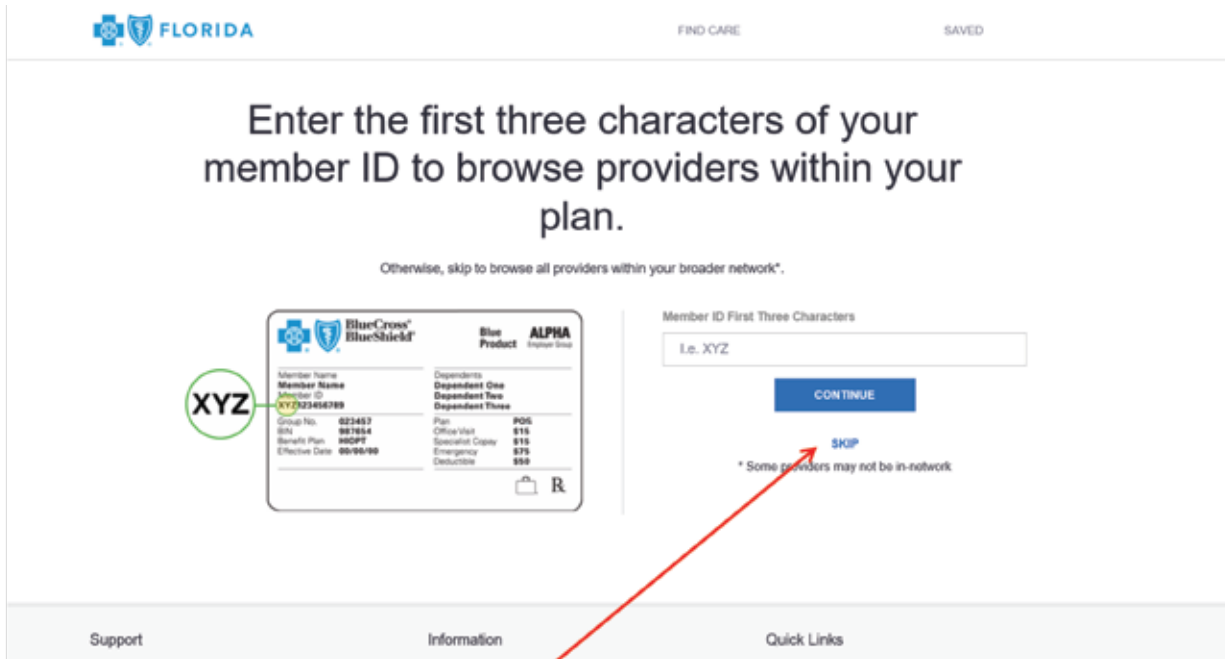 FLORIDA
FIND CARE
SAVED
Enter the first three characters of your
member ID to browse providers within your
plan.
Otherwise, skip to browse all providers within your broader network*.
BlueCross®
BlueShield®
Blue
Product
ALPHA
Employer Group
Member Name
Member Name
Member ID
XYZ123456789
Dependents
Dependent One
Dependent Two
Dependent Three
XYZ
Group No. 023457
BIN 987654
Benefit Plan HIOPT
Effective Date 00/00/00
Plan POS
Office Visit $15
Specialist Copay $15
Emergency $75
Deductible $50
℞
Member ID First Three Characters
I.e. XYZ
CONTINUE
SKIP
* Some providers may not be in-network
Support
Information
Quick Links